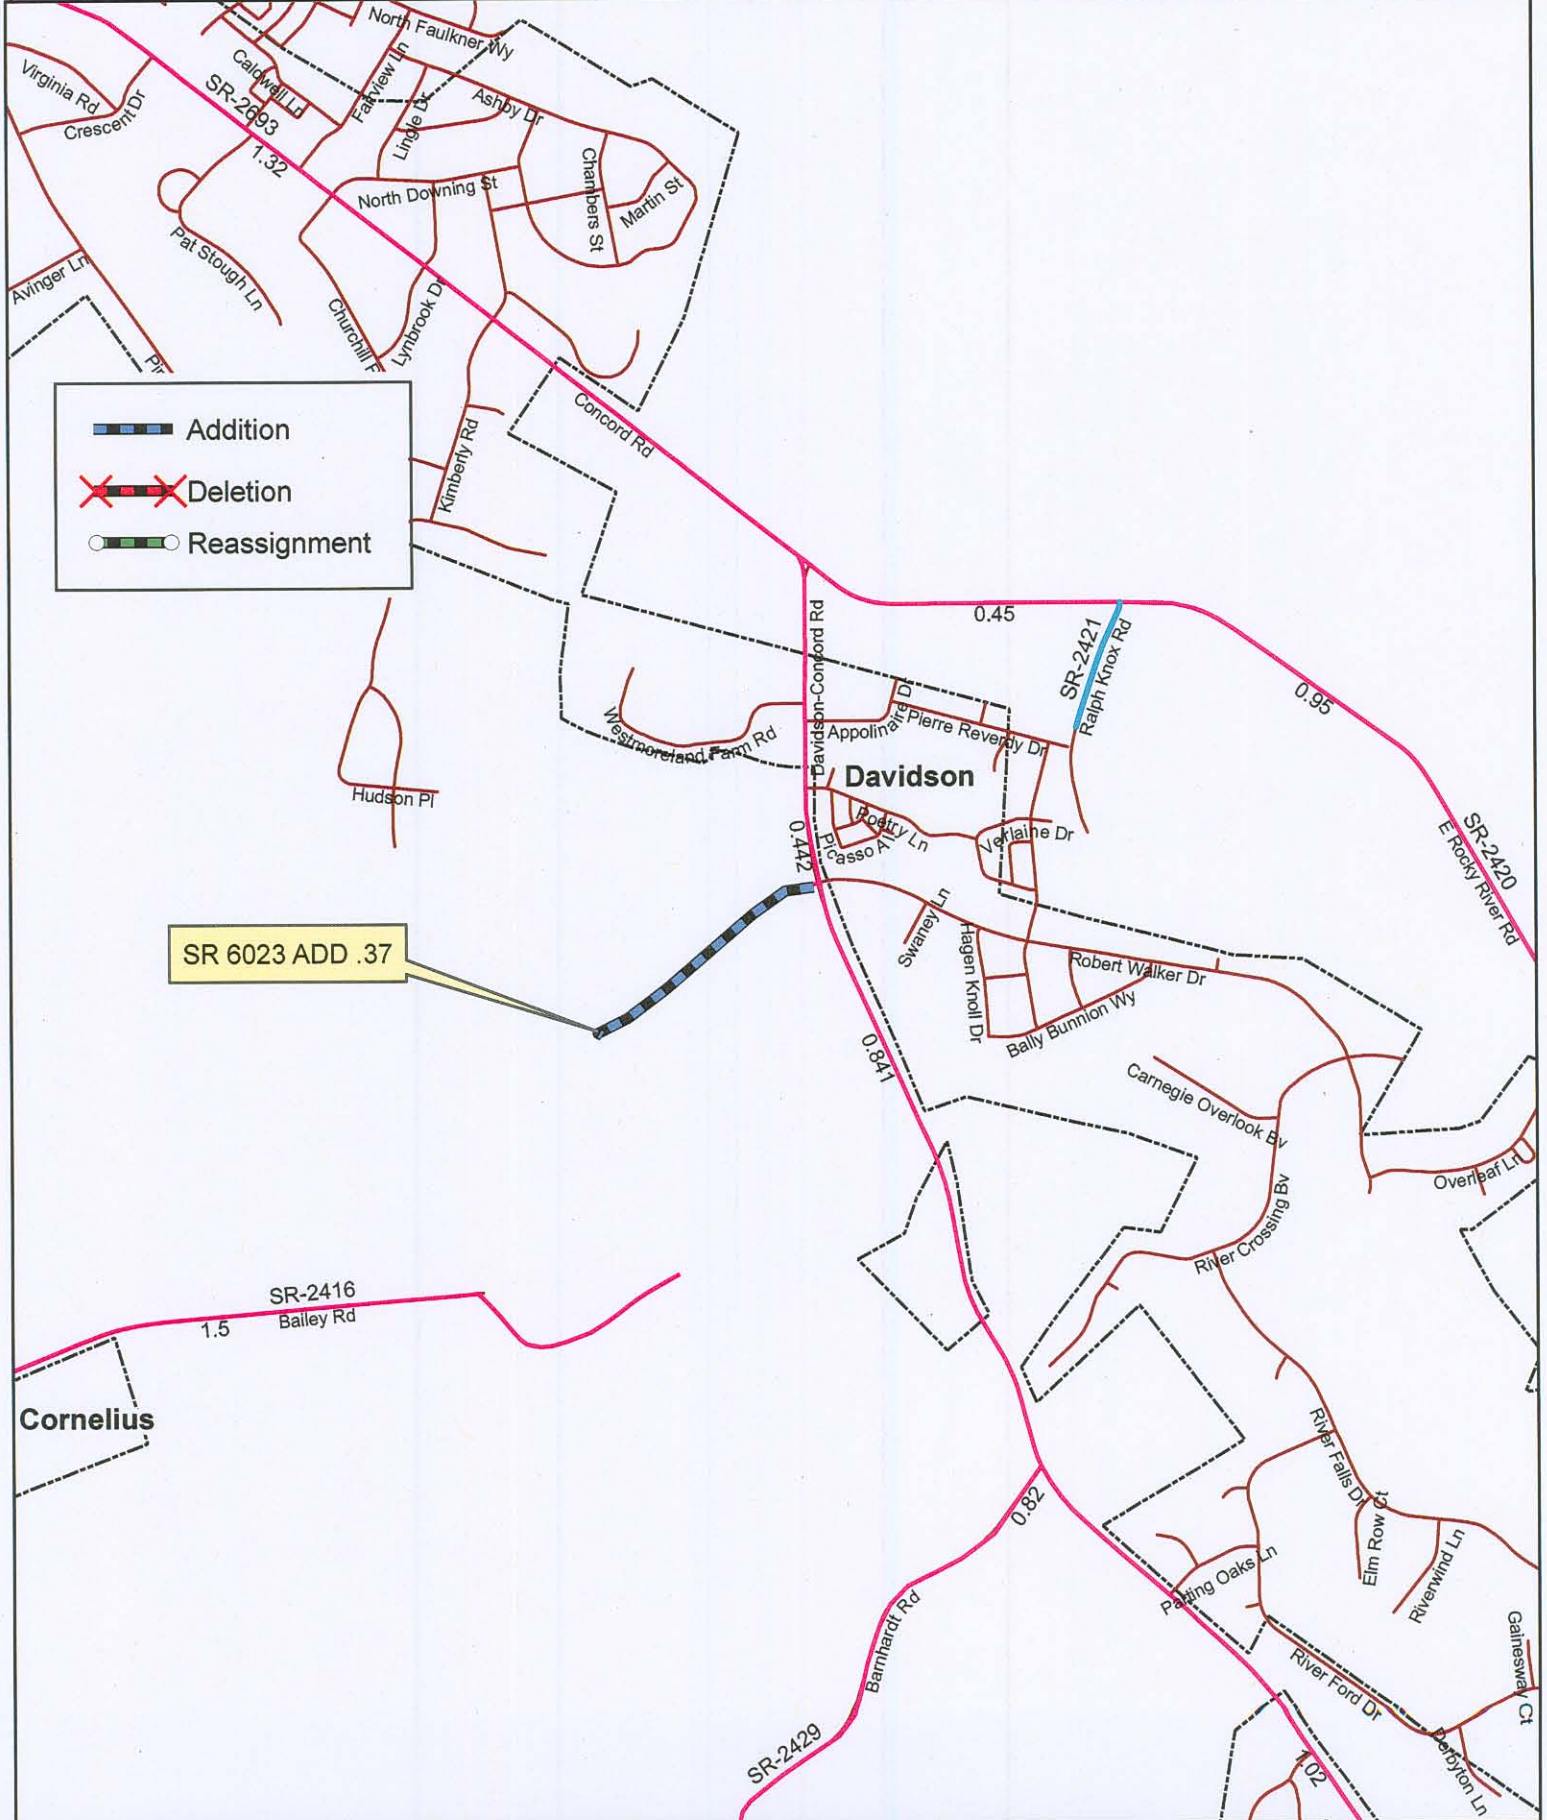 North Faulkner Wy
Virginia Rd
Crescent Dr
Caldwell Ln
SR-2693
1.32
Fairview Ln
Lingle Dr
Ashby Dr
North Downing St
Chambers St
Martin St
Pat Stough Ln
Avinger Ln
Churchill
Lynbrook Dr
Concord Rd
Kimberly Rd
Addition
Deletion
Reassignment
Davidson-Concord Rd
0.45
SR-2421
Ralph Knox Rd
0.95
Westmoreland Farm Rd
Appolinaire Dr
Pierre Reverdy Dr
Davidson
Hudson Pl
0.442
Poetry Ln
Picasso Al
Verlaine Dr
SR-2420
E Rocky River Rd
SR 6023 ADD .37
Swaney Ln
Hagen Knoll Dr
Robert Walker Dr
Bally Bunnion Wy
0.841
Carnegie Overlook Bv
Overleaf Ln
River Crossing Bv
SR-2416
1.5
Bailey Rd
Cornelius
River Falls Dr
Elm Row Ct
Riverwind Ln
0.82
Parting Oaks Ln
Barnhardt Rd
SR-2429
River Ford Dr
Gainesway Ct
Derbyton Ln
1.02